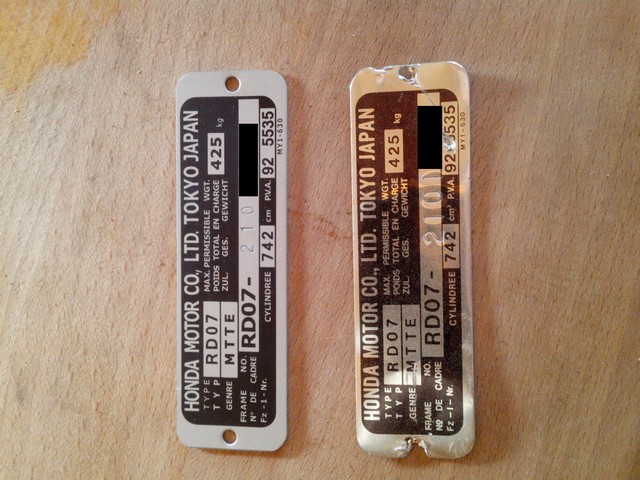 HONDA MOTOR CO., LTD. TOKYO JAPAN
TYPE RD07 MAX. PERMISSIBLE WGT.
TYP POIDS TOTAL EN CHARGE 425 kg
GENRE MTTE ZUL. GES. GEWICHT
FRAME NO.
N° DE CADRE RD07- 210
Fz-I-Nr. CYLINDREE 742 cm³ P.V.A. 92 5535
MY1-630
HONDA MOTOR CO., LTD. TOKYO JAPAN
TYPE RD07 MAX. PERMISSIBLE WGT.
TYP POIDS TOTAL EN CHARGE 425 kg
GENRE MTTE ZUL. GES. GEWICHT
FRAME NO.
Nº DE CADRE RD07- 210
Fz-I-Nr. CYLINDREE 742 cm³ P.V.A. 92 5535
MY1-630